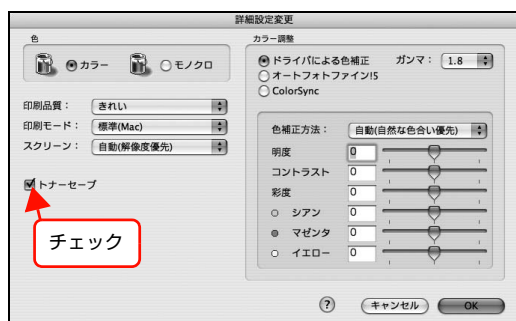 詳細設定変更
色
カラー
モノクロ
印刷品質： きれい
印刷モード： 標準(Mac)
スクリーン： 自動(解像度優先)
トナーセーブ
チェック
カラー調整
ドライバによる色補正 ガンマ： 1.8
オートフォトファイン!5
ColorSync
色補正方法： 自動(自然な色合い優先)
明度 0
コントラスト 0
彩度 0
シアン 0
マゼンタ 0
イエロー 0
? キャンセル OK